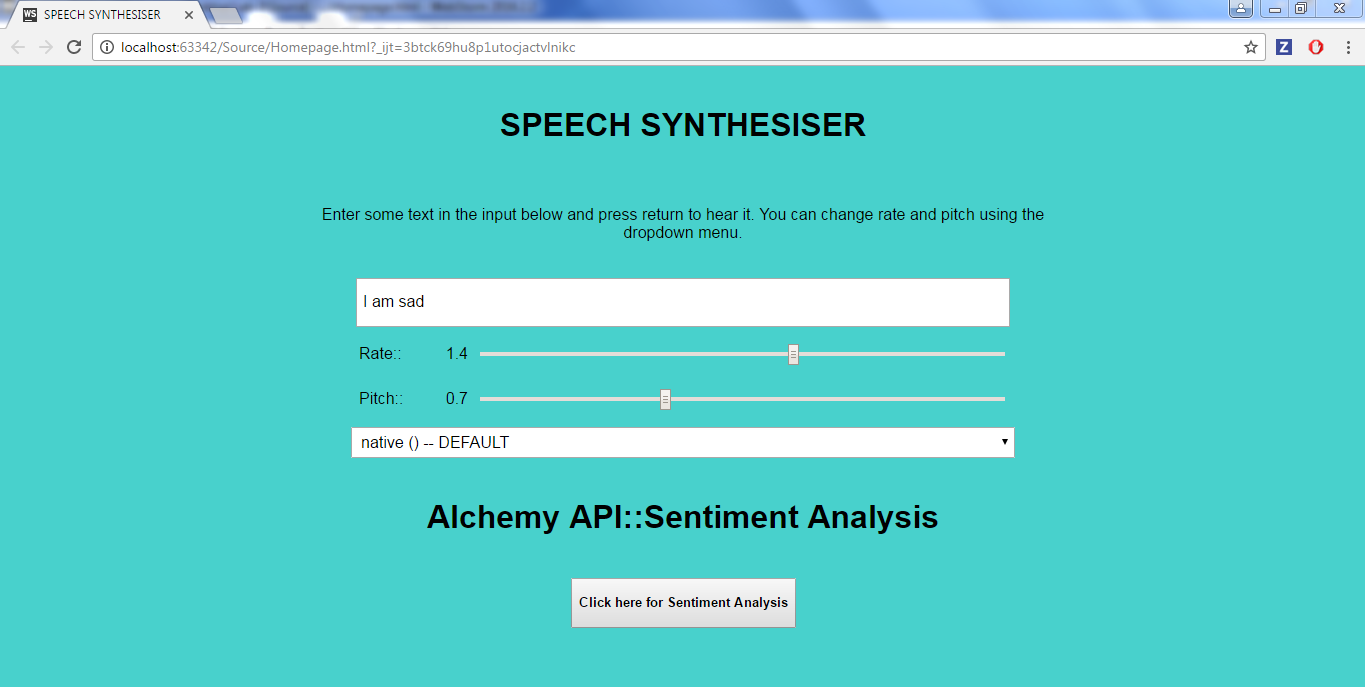 WS SPEECH SYNTHESISER
localhost:63342/Source/Homepage.html?_ijt=3btck69hu8p1utocjactvlnikc
Z
SPEECH SYNTHESISER
Enter some text in the input below and press return to hear it. You can change rate and pitch using the
dropdown menu.
I am sad
Rate:: 1.4
Pitch:: 0.7
native () -- DEFAULT
Alchemy API::Sentiment Analysis
Click here for Sentiment Analysis